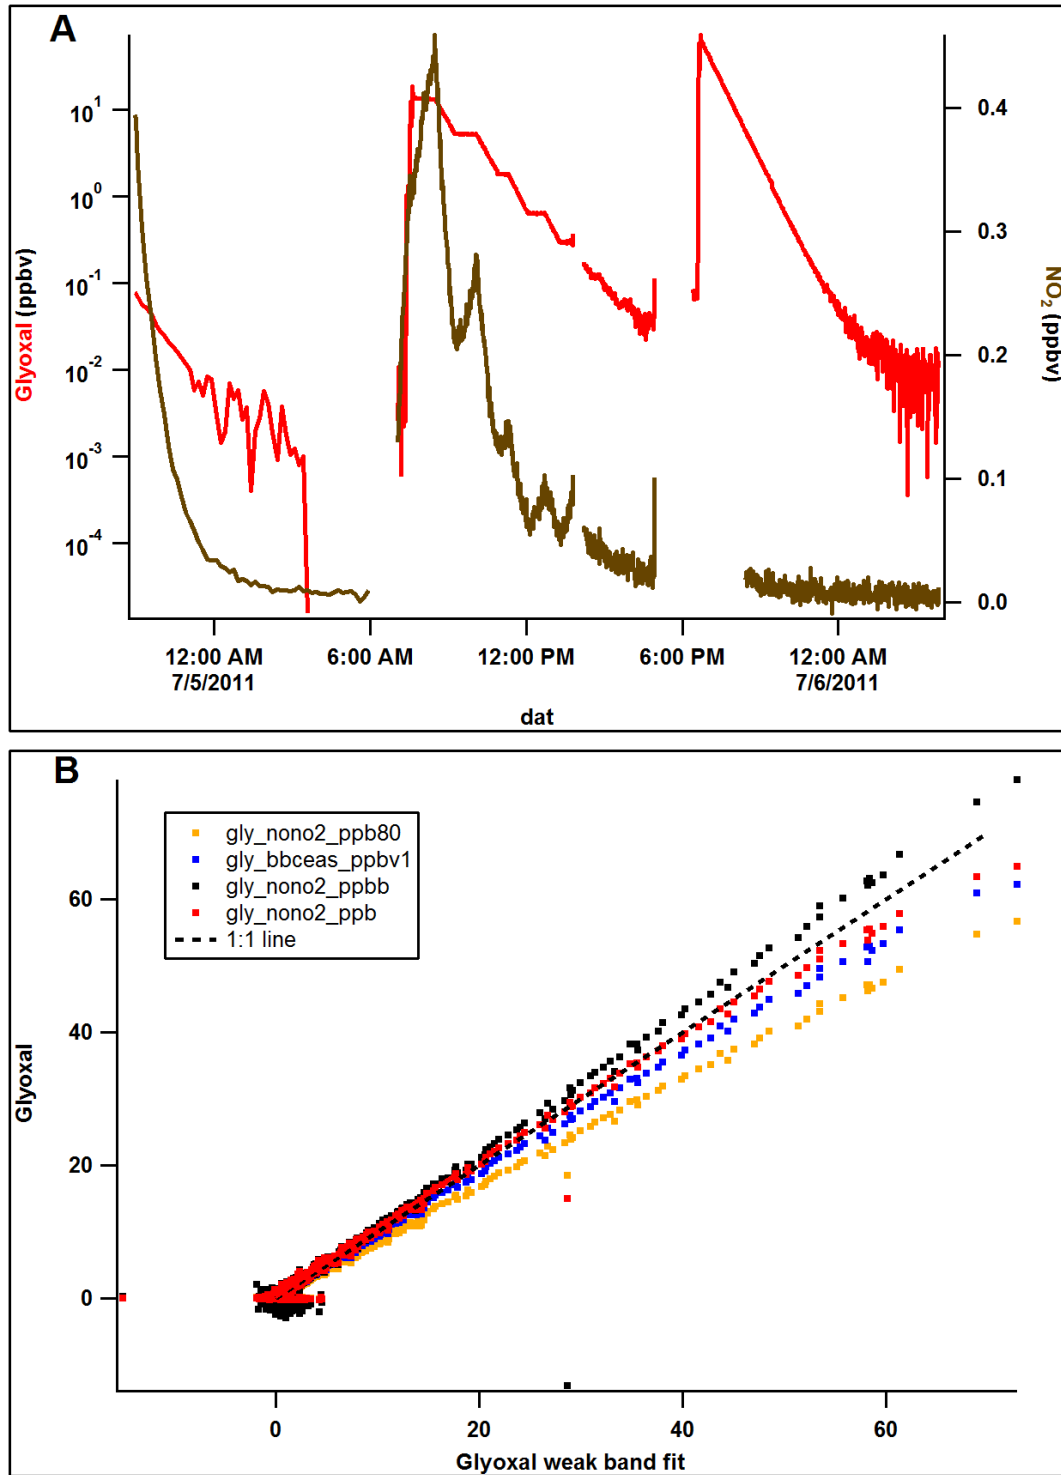 A
Glyoxal (ppbv)
10^1
10^0
10^-1
10^-2
10^-3
10^-4
NO2 (ppbv)
0.4
0.3
0.2
0.1
0.0
12:00 AM
7/5/2011
6:00 AM
12:00 PM
6:00 PM
12:00 AM
7/6/2011
dat
B
gly_nono2_ppb80
gly_bbceas_ppbv1
gly_nono2_ppbb
gly_nono2_ppb
1:1 line
Glyoxal
60
40
20
0
0
20
40
60
Glyoxal weak band fit